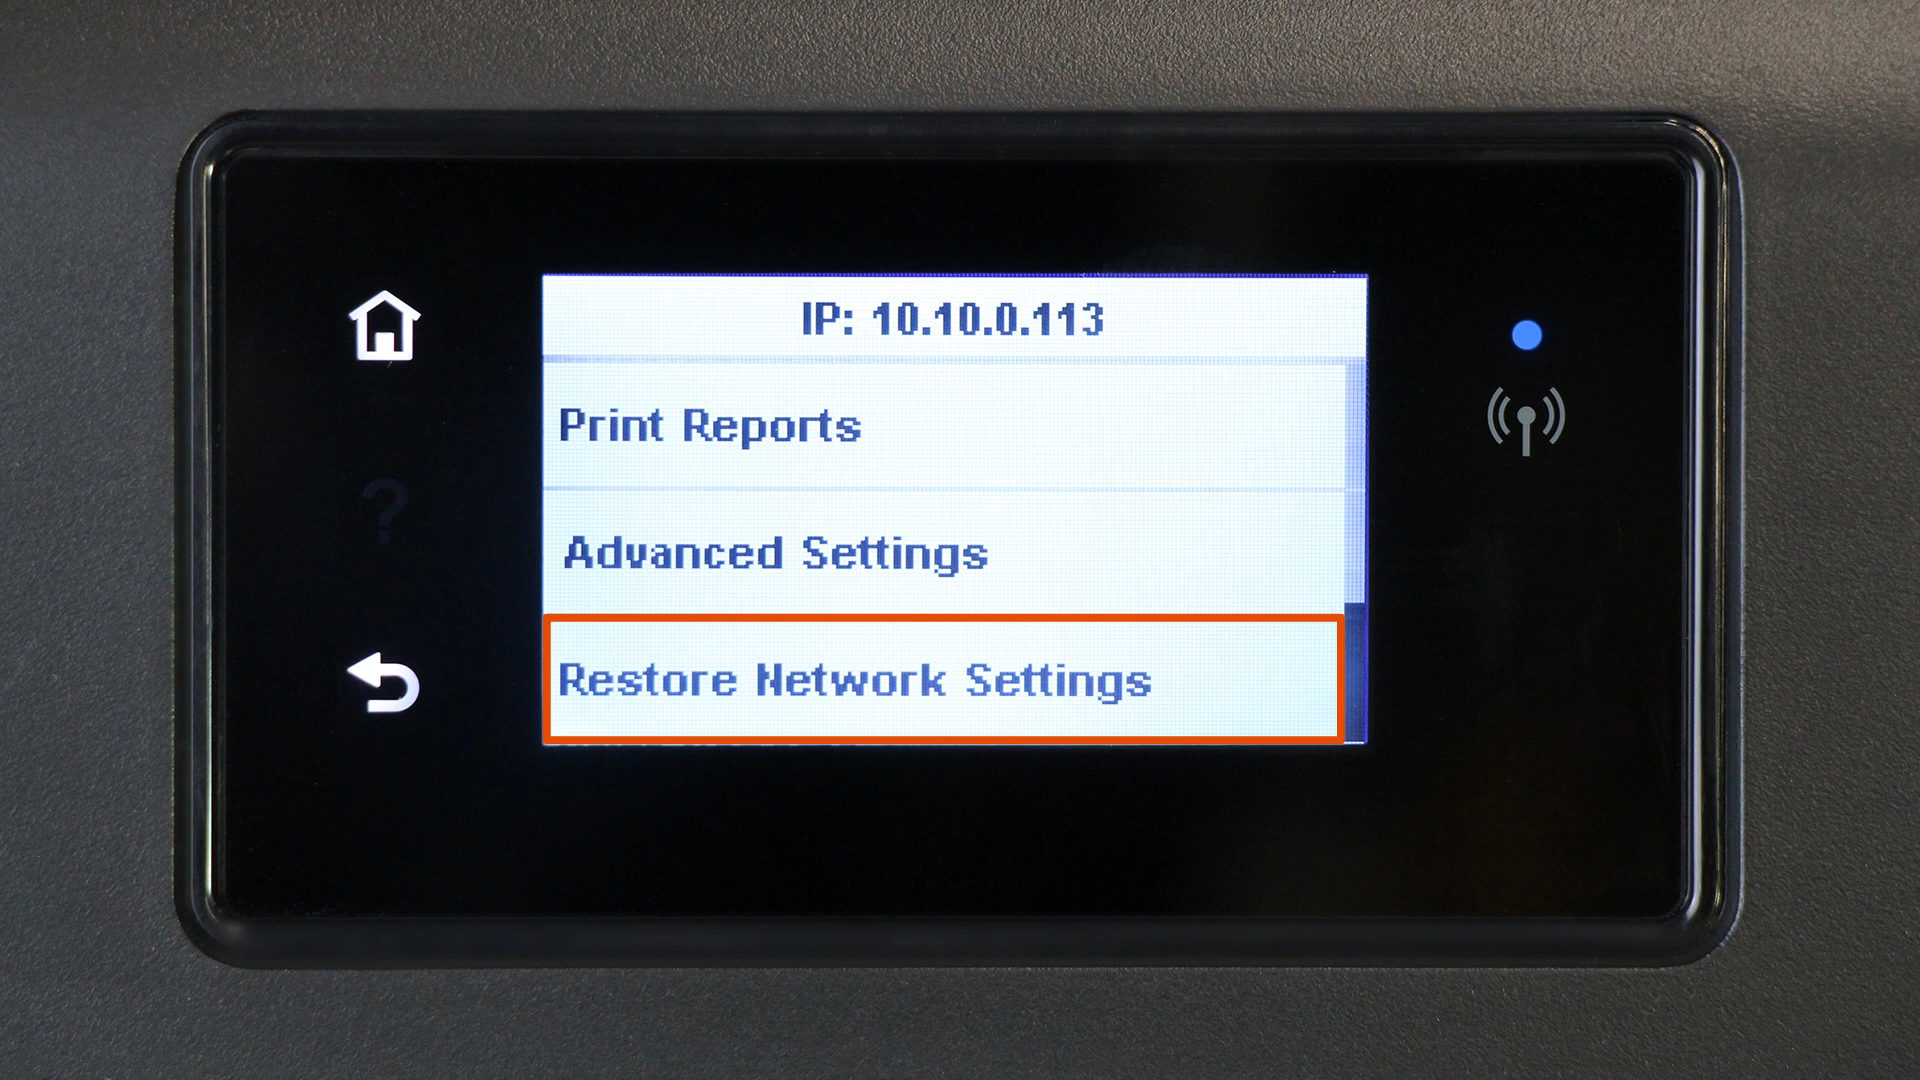 IP: 10.10.0.113
Print Reports
Advanced Settings
Restore Network Settings